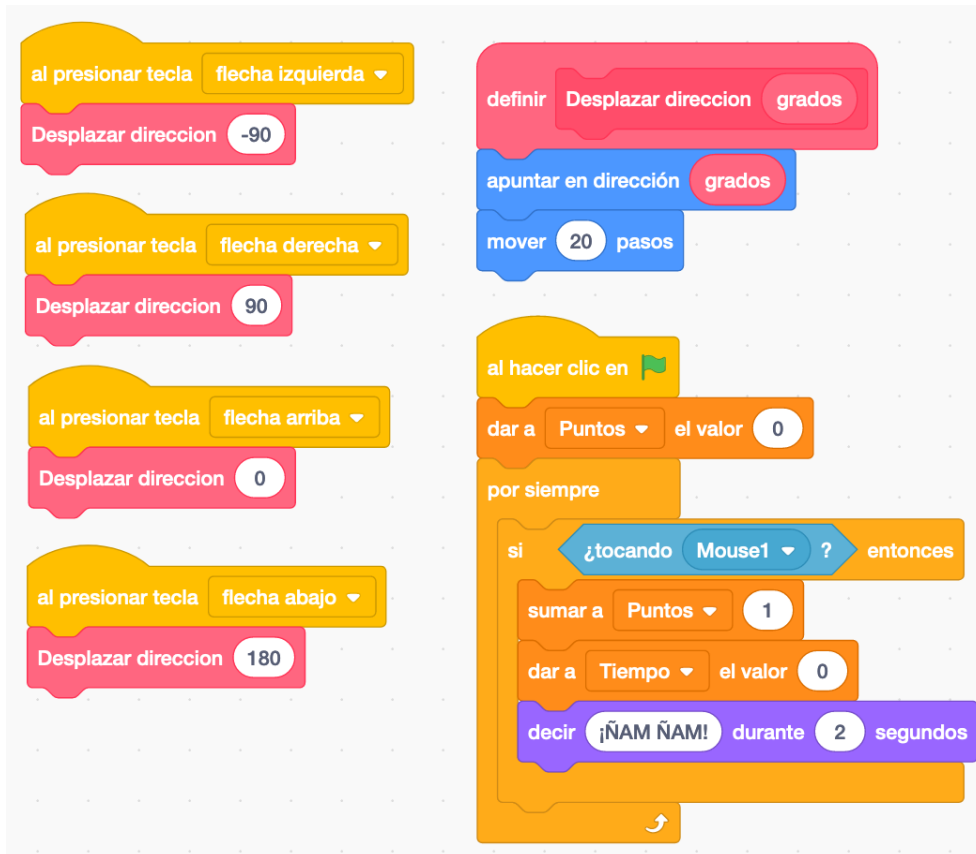 al presionar tecla flecha izquierda
Desplazar direccion -90
al presionar tecla flecha derecha
Desplazar direccion 90
al presionar tecla flecha arriba
Desplazar direccion 0
al presionar tecla flecha abajo
Desplazar direccion 180
definir Desplazar direccion grados
apuntar en dirección grados
mover 20 pasos
al hacer clic en
dar a Puntos el valor 0
por siempre
si ¿tocando Mouse1 ? entonces
sumar a Puntos 1
dar a Tiempo el valor 0
decir ¡ÑAM ÑAM! durante 2 segundos